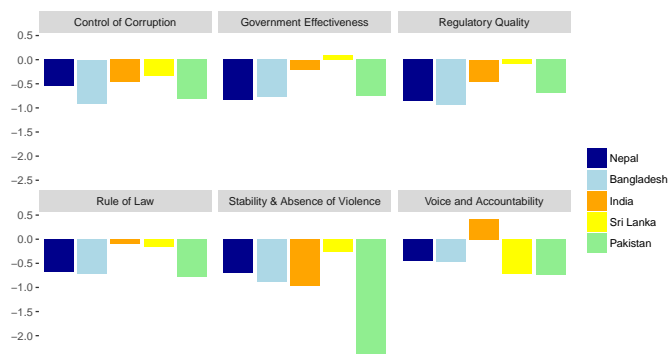 Control of Corruption
Government Effectiveness
Regulatory Quality
0.5
0.0
−0.5
−1.0
−1.5
−2.0
−2.5
Nepal
Bangladesh
India
Sri Lanka
Pakistan
Rule of Law
Stability & Absence of Violence
Voice and Accountability
0.5
0.0
−0.5
−1.0
−1.5
−2.0